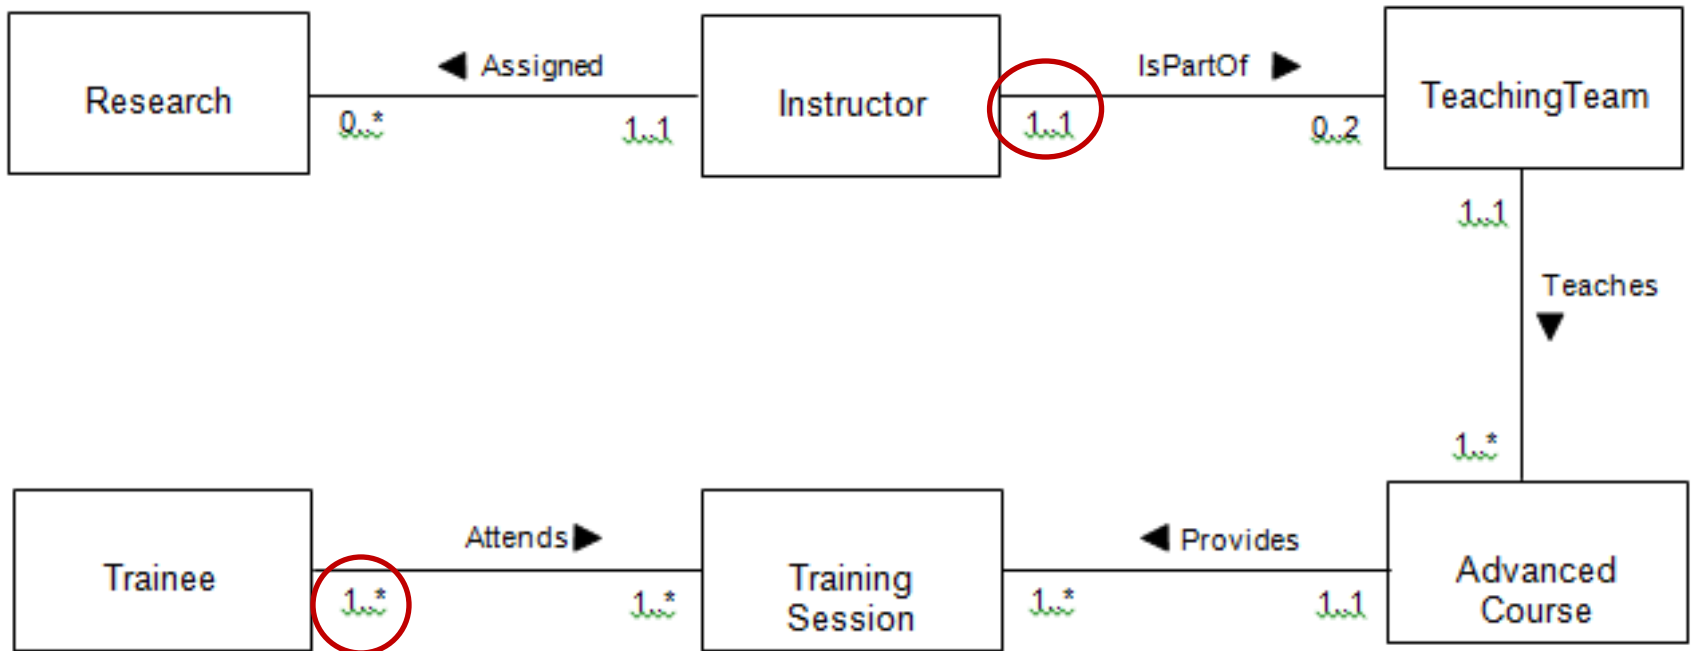 Research
Assigned
0..*
1..1
Instructor
IsPartOf
1..1
0..2
TeachingTeam
1..1
Teaches
1..*
Trainee
Attends
1..*
1..*
Training
Session
Provides
1..*
1..1
Advanced
Course